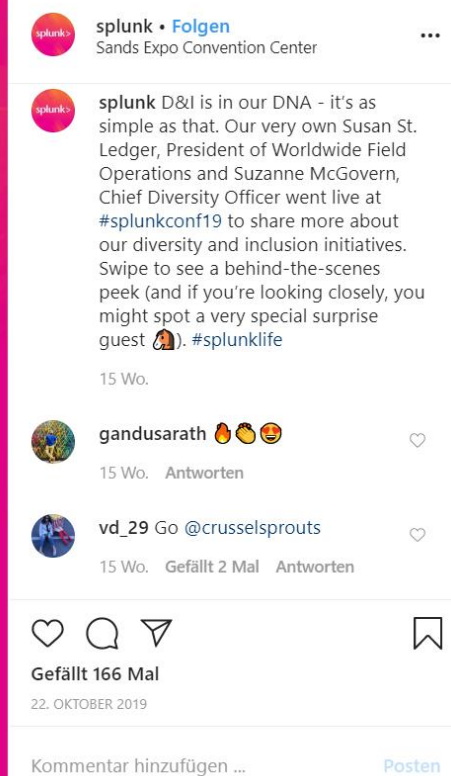 splunk>
splunk • Folgen
Sands Expo Convention Center
splunk>
splunk D&I is in our DNA - it's as
simple as that. Our very own Susan St.
Ledger, President of Worldwide Field
Operations and Suzanne McGovern,
Chief Diversity Officer went live at
#splunkconf19 to share more about
our diversity and inclusion initiatives.
Swipe to see a behind-the-scenes
peek (and if you're looking closely, you
might spot a very special surprise
guest 🐴). #splunklife
15 Wo.
gandusarath 🔥👏😍
15 Wo. Antworten
vd_29 Go @crusselsprouts
15 Wo. Gefällt 2 Mal Antworten
Gefällt 166 Mal
22. OKTOBER 2019
Kommentar hinzufügen ... Posten